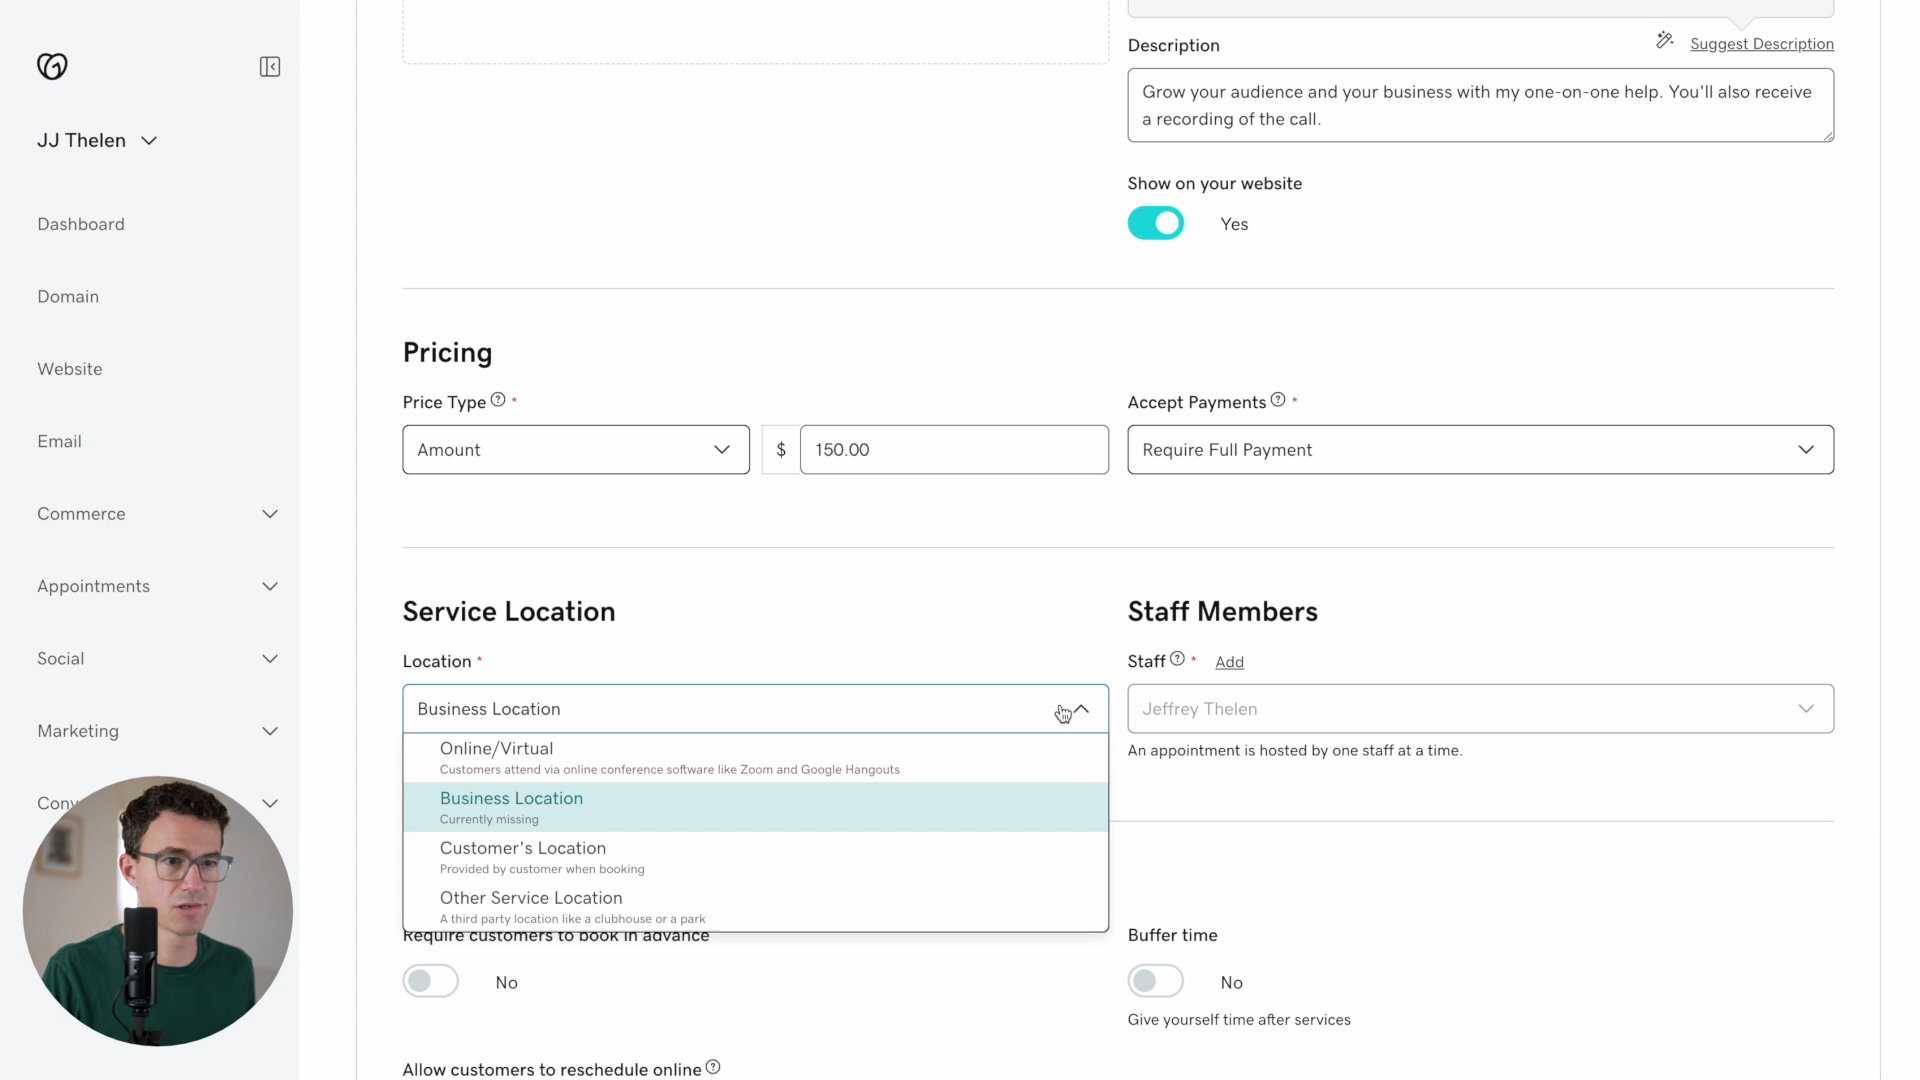 JJ Thelen
Dashboard
Domain
Website
Email
Commerce
Appointments
Social
Marketing
Conv
Description
Suggest Description
Grow your audience and your business with my one-on-one help. You'll also receive
a recording of the call.
Show on your website
Yes
Pricing
Price Type ? *
Amount
$
150.00
Accept Payments ? *
Require Full Payment
Service Location
Location *
Business Location
Online/Virtual
Customers attend via online conference software like Zoom and Google Hangouts
Business Location
Currently missing
Customer's Location
Provided by customer when booking
Other Service Location
A third party location like a clubhouse or a park
Staff Members
Staff ? * Add
Jeffrey Thelen
An appointment is hosted by one staff at a time.
Require customers to book in advance
No
Buffer time
No
Give yourself time after services
Allow customers to reschedule online ?